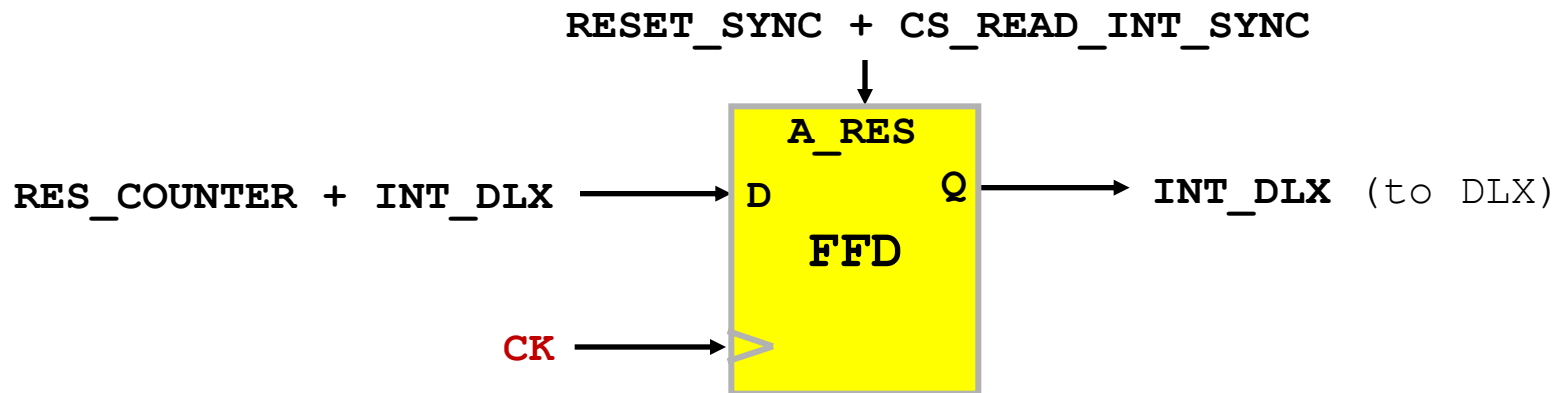 RESET_SYNC + CS_READ_INT_SYNC
A_RES
RES_COUNTER + INT_DLX
D
Q
INT_DLX (to DLX)
FFD
CK